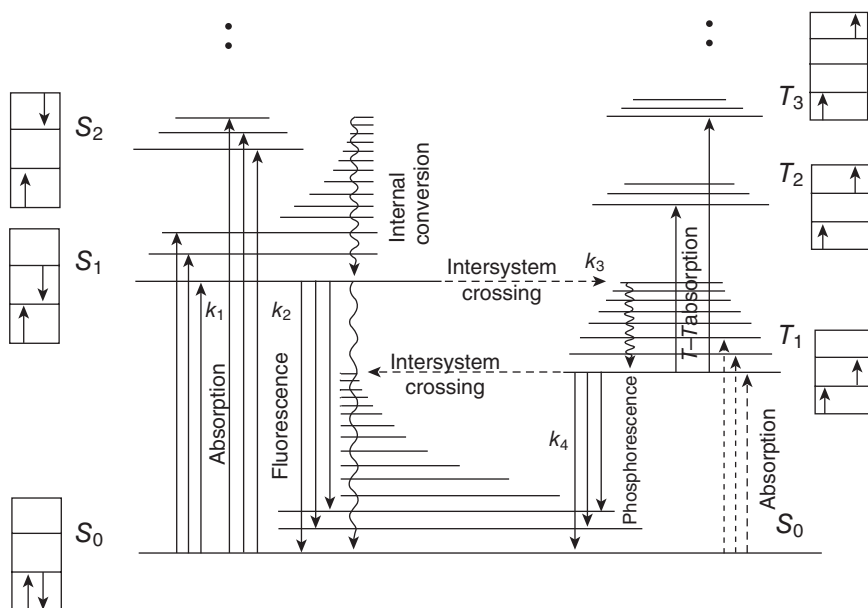 S2
S1
S0
k1
Absorption
k2
Fluorescence
Internal
conversion
Intersystem
crossing
k3
Intersystem
crossing
k4
Phosphorescence
T–Tabsorption
Absorption
T3
T2
T1
S0